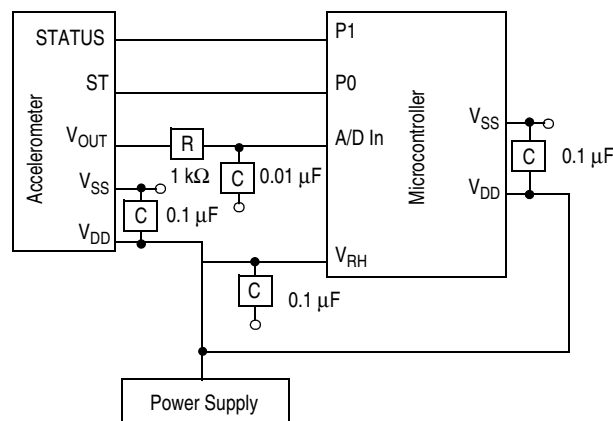 STATUS
ST
V_OUT
V_SS
V_DD
Accelerometer
R
1 kΩ
C
0.01 µF
C
0.1 µF
P1
P0
A/D In
V_RH
Microcontroller
V_SS
V_DD
C
0.1 µF
C
0.1 µF
Power Supply